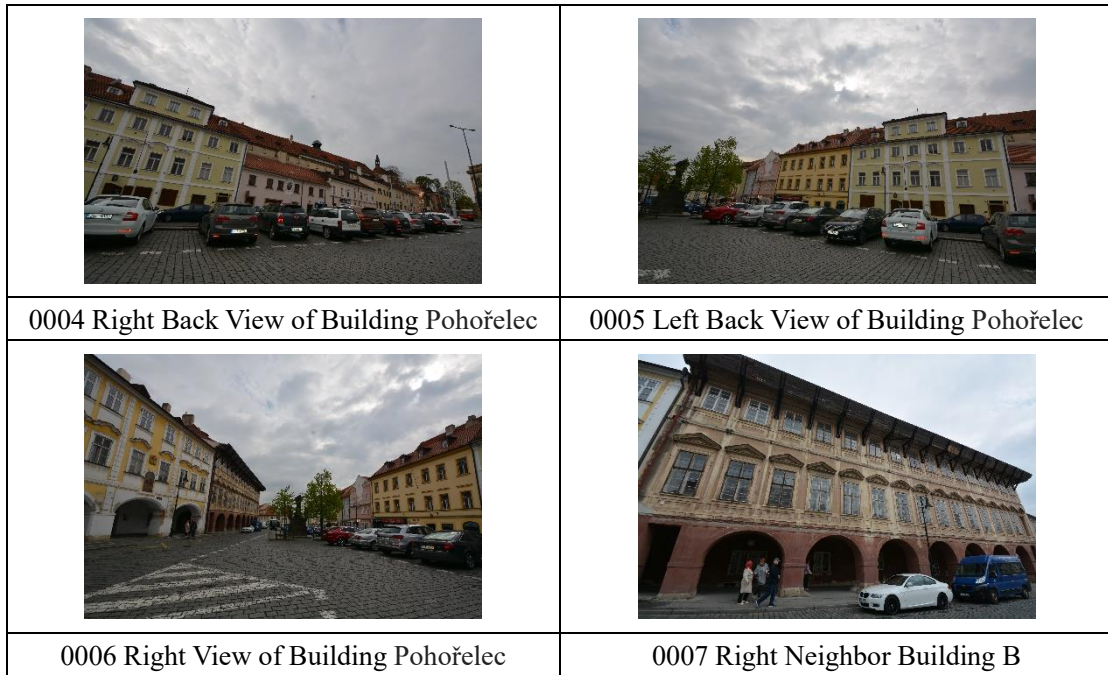 0004 Right Back View of Building Pohořelec
0005 Left Back View of Building Pohořelec
0006 Right View of Building Pohořelec
0007 Right Neighbor Building B